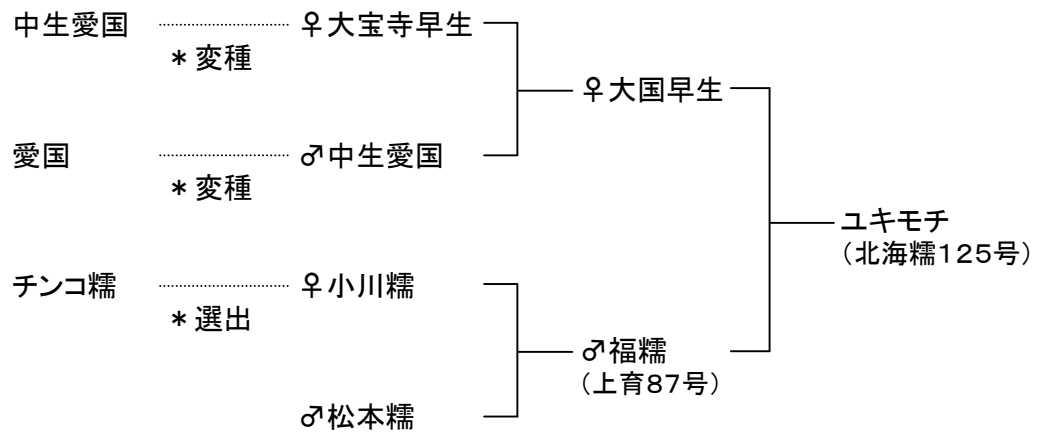 中生愛国 ♀大宝寺早生
＊変種
♀大国早生
愛国 ♂中生愛国
＊変種
ユキモチ
（北海糯125号）
チンコ糯 ♀小川糯
＊選出
♂福糯
（上育87号）
♂松本糯